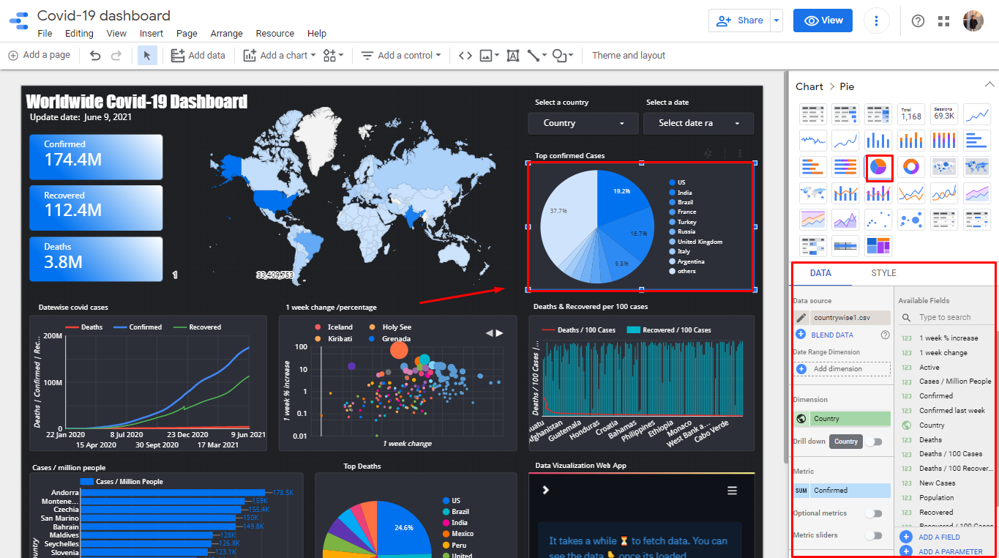 Covid-19 dashboard
File Editing View Insert Page Arrange Resource Help
Share
View
Add a page
Add data
Add a chart
Add a control
Theme and layout
Worldwide Covid-19 Dashboard
Update date: June 9, 2021
Confirmed
174.4M
Recovered
112.4M
Deaths
3.8M
1
33,409,753
Select a country
Country
Select a date
Select date ra
Top confirmed Cases
19.2%
37.7%
16.7%
9.8%
US
India
Brazil
France
Turkey
Russia
United Kingdom
Italy
Argentina
others
Datewise covid cases
Deaths Confirmed Recovered
Deaths | Confirmed | Rec...
200M
100M
0
22 Jan 2020 8 Jul 2020 23 Dec 2020 9 Jun 2021
15 Apr 2020 30 Sept 2020 17 Mar 2021
1 week change /percentage
Iceland Holy See
Kiribati Grenada
1 week % increase
100
10
1
0.1
0.01
1 week change
Deaths & Recovered per 100 cases
Deaths / 100 Cases Recovered / 100 Cases
Deaths / 100 Cases |...
Afghanistan Guatemala Honduras Croatia Bahamas Philippines Ethiopia Monaco West Bank a... Cabo Verde
Cases / million people
Cases / Million People
Andorra 178.5K
Montene... 159K
Czechia 155.4K
San Marino 150K
Bahrain 149.8K
Maldives 128K
Seychelles 126.8K
Slovenia 123.1K
Top Deaths
24.6%
US
Brazil
India
Mexico
Peru
United
Data Vizualization Web App
It takes a while ⏳ to fetch data. You can
see the data 👇 once its loaded
Chart > Pie
Total
1,168
Sessions
69.3K
DATA STYLE
Data source
countrywise1.csv
BLEND DATA
Date Range Dimension
Add dimension
Dimension
Country
Drill down Country
Metric
SUM Confirmed
Optional metrics
Metric sliders
Available Fields
Type to search
123 1 week % increase
123 1 week change
123 Active
123 Cases / Million People
123 Confirmed
123 Confirmed last week
Country
123 Deaths
123 Deaths / 100 Cases
123 Deaths / 100 Recover...
123 New Cases
123 Population
123 Recovered
123 Recovered / 100 Cases
ADD A FIELD
ADD A PARAMETER